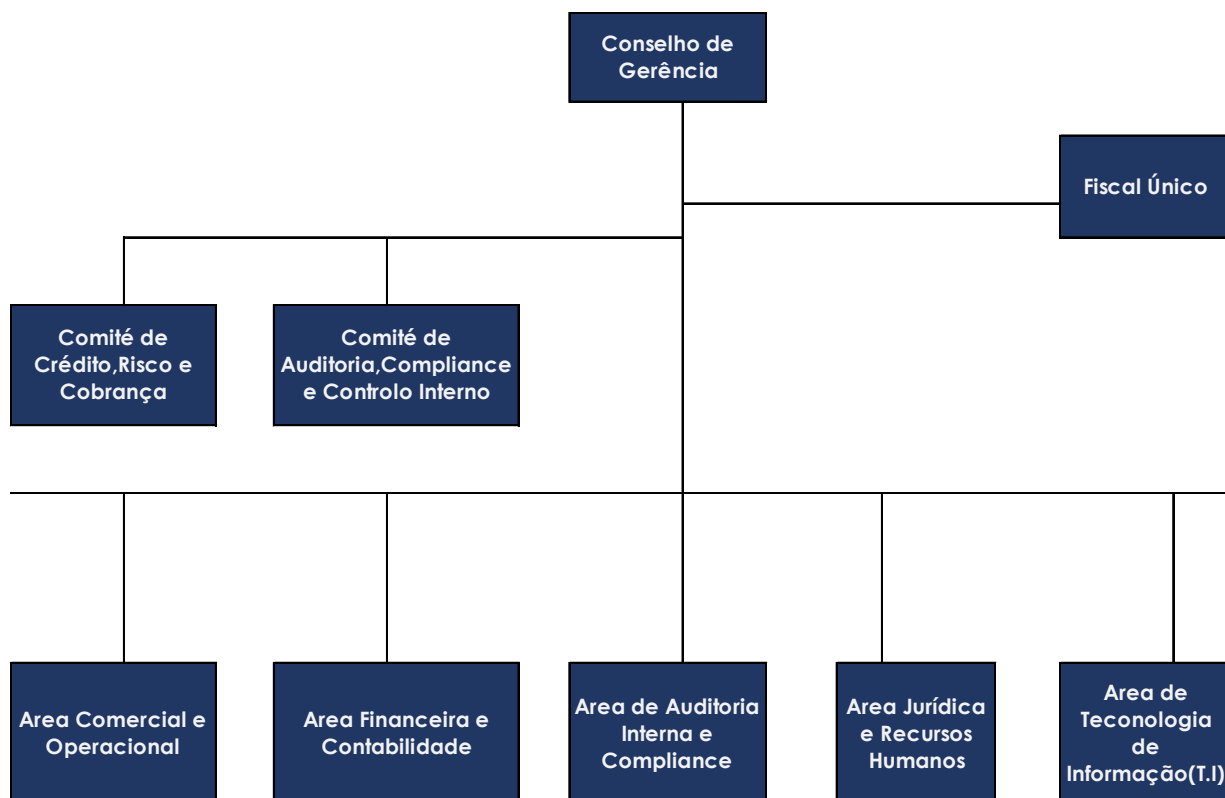 Conselho de
Gerência
Fiscal Único
Comité de
Crédito,Risco e
Cobrança
Comité de
Auditoria,Compliance
e Controlo Interno
Area Comercial e
Operacional
Area Financeira e
Contabilidade
Area de Auditoria
Interna e
Compliance
Area Jurídica
e Recursos
Humanos
Area de
Teconologia
de
Informação(T.I)